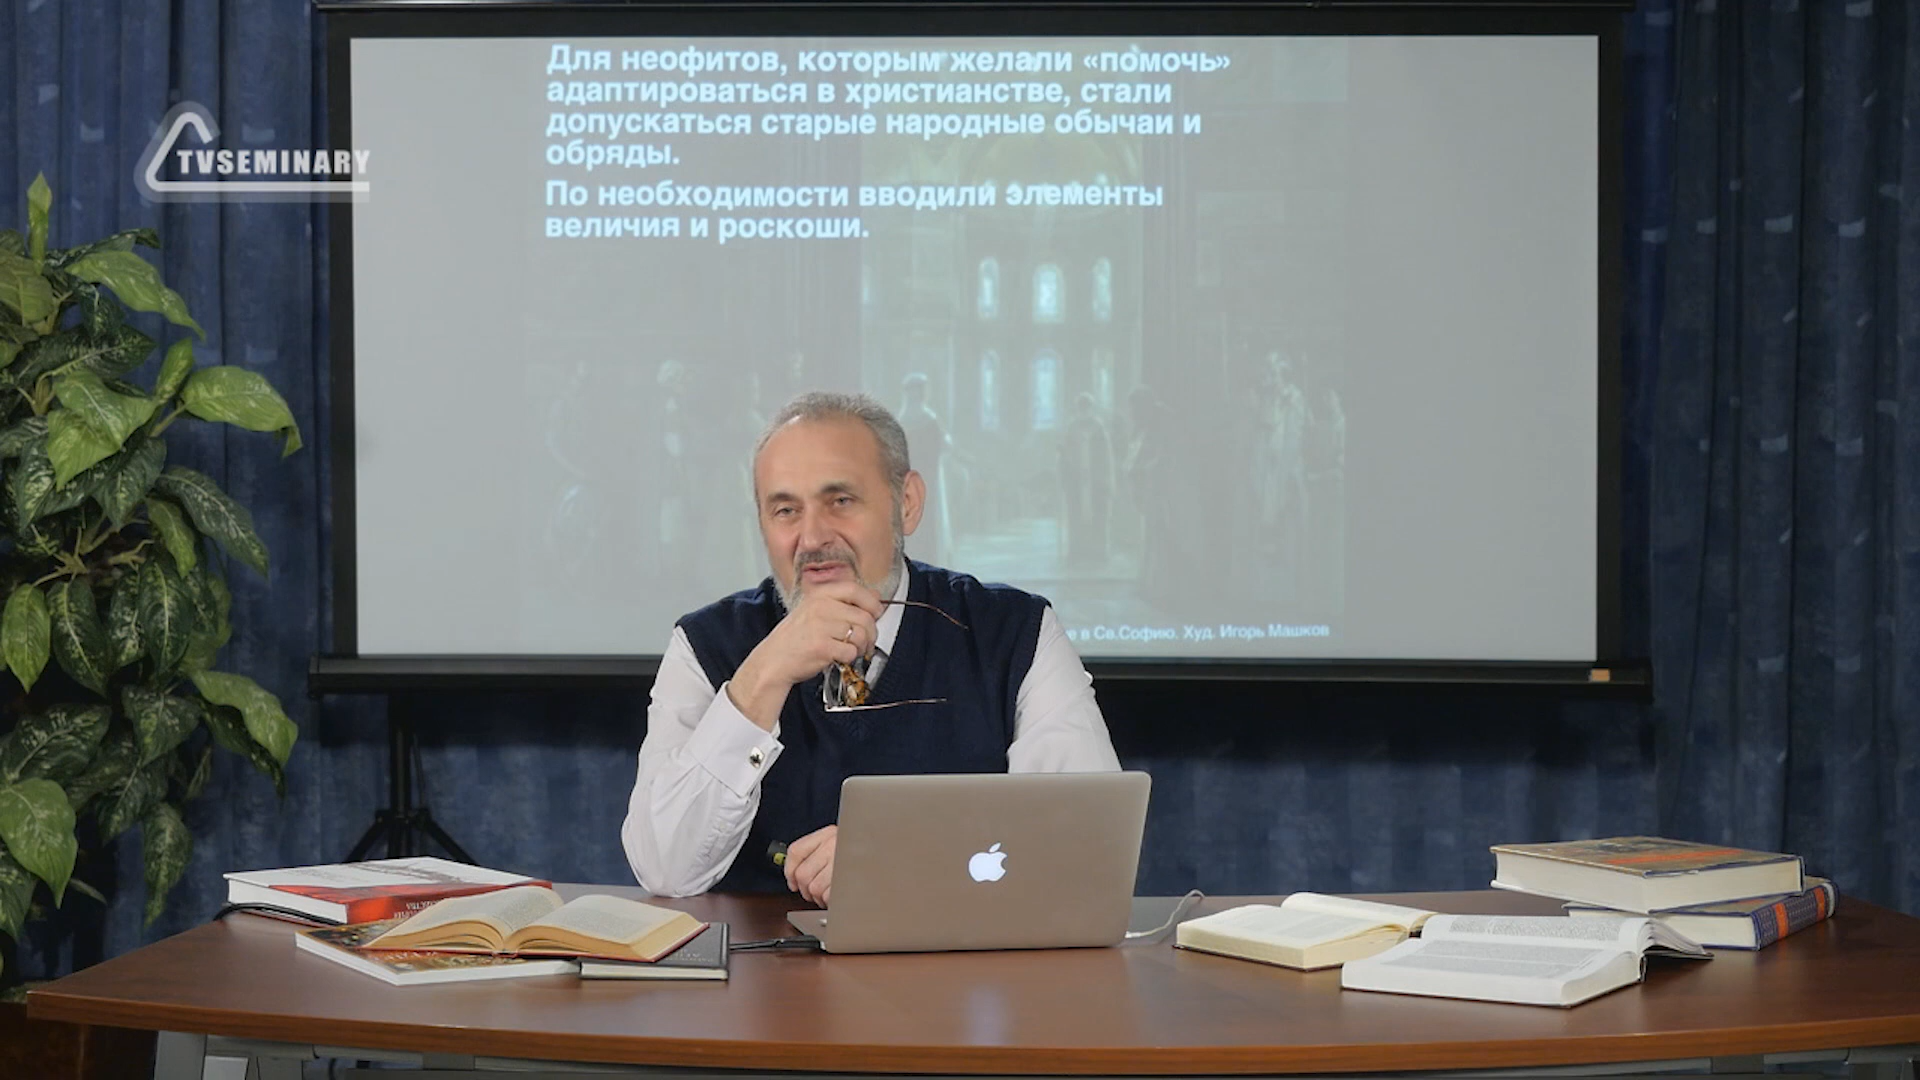 Для неофитов, которым желали «помочь»
адаптироваться в христианстве, стали
допускаться старые народные обычаи и
обряды.
По необходимости вводили элементы
величия и роскоши.
TVSEMINARY
в Св.Софию. Худ. Игорь Машков